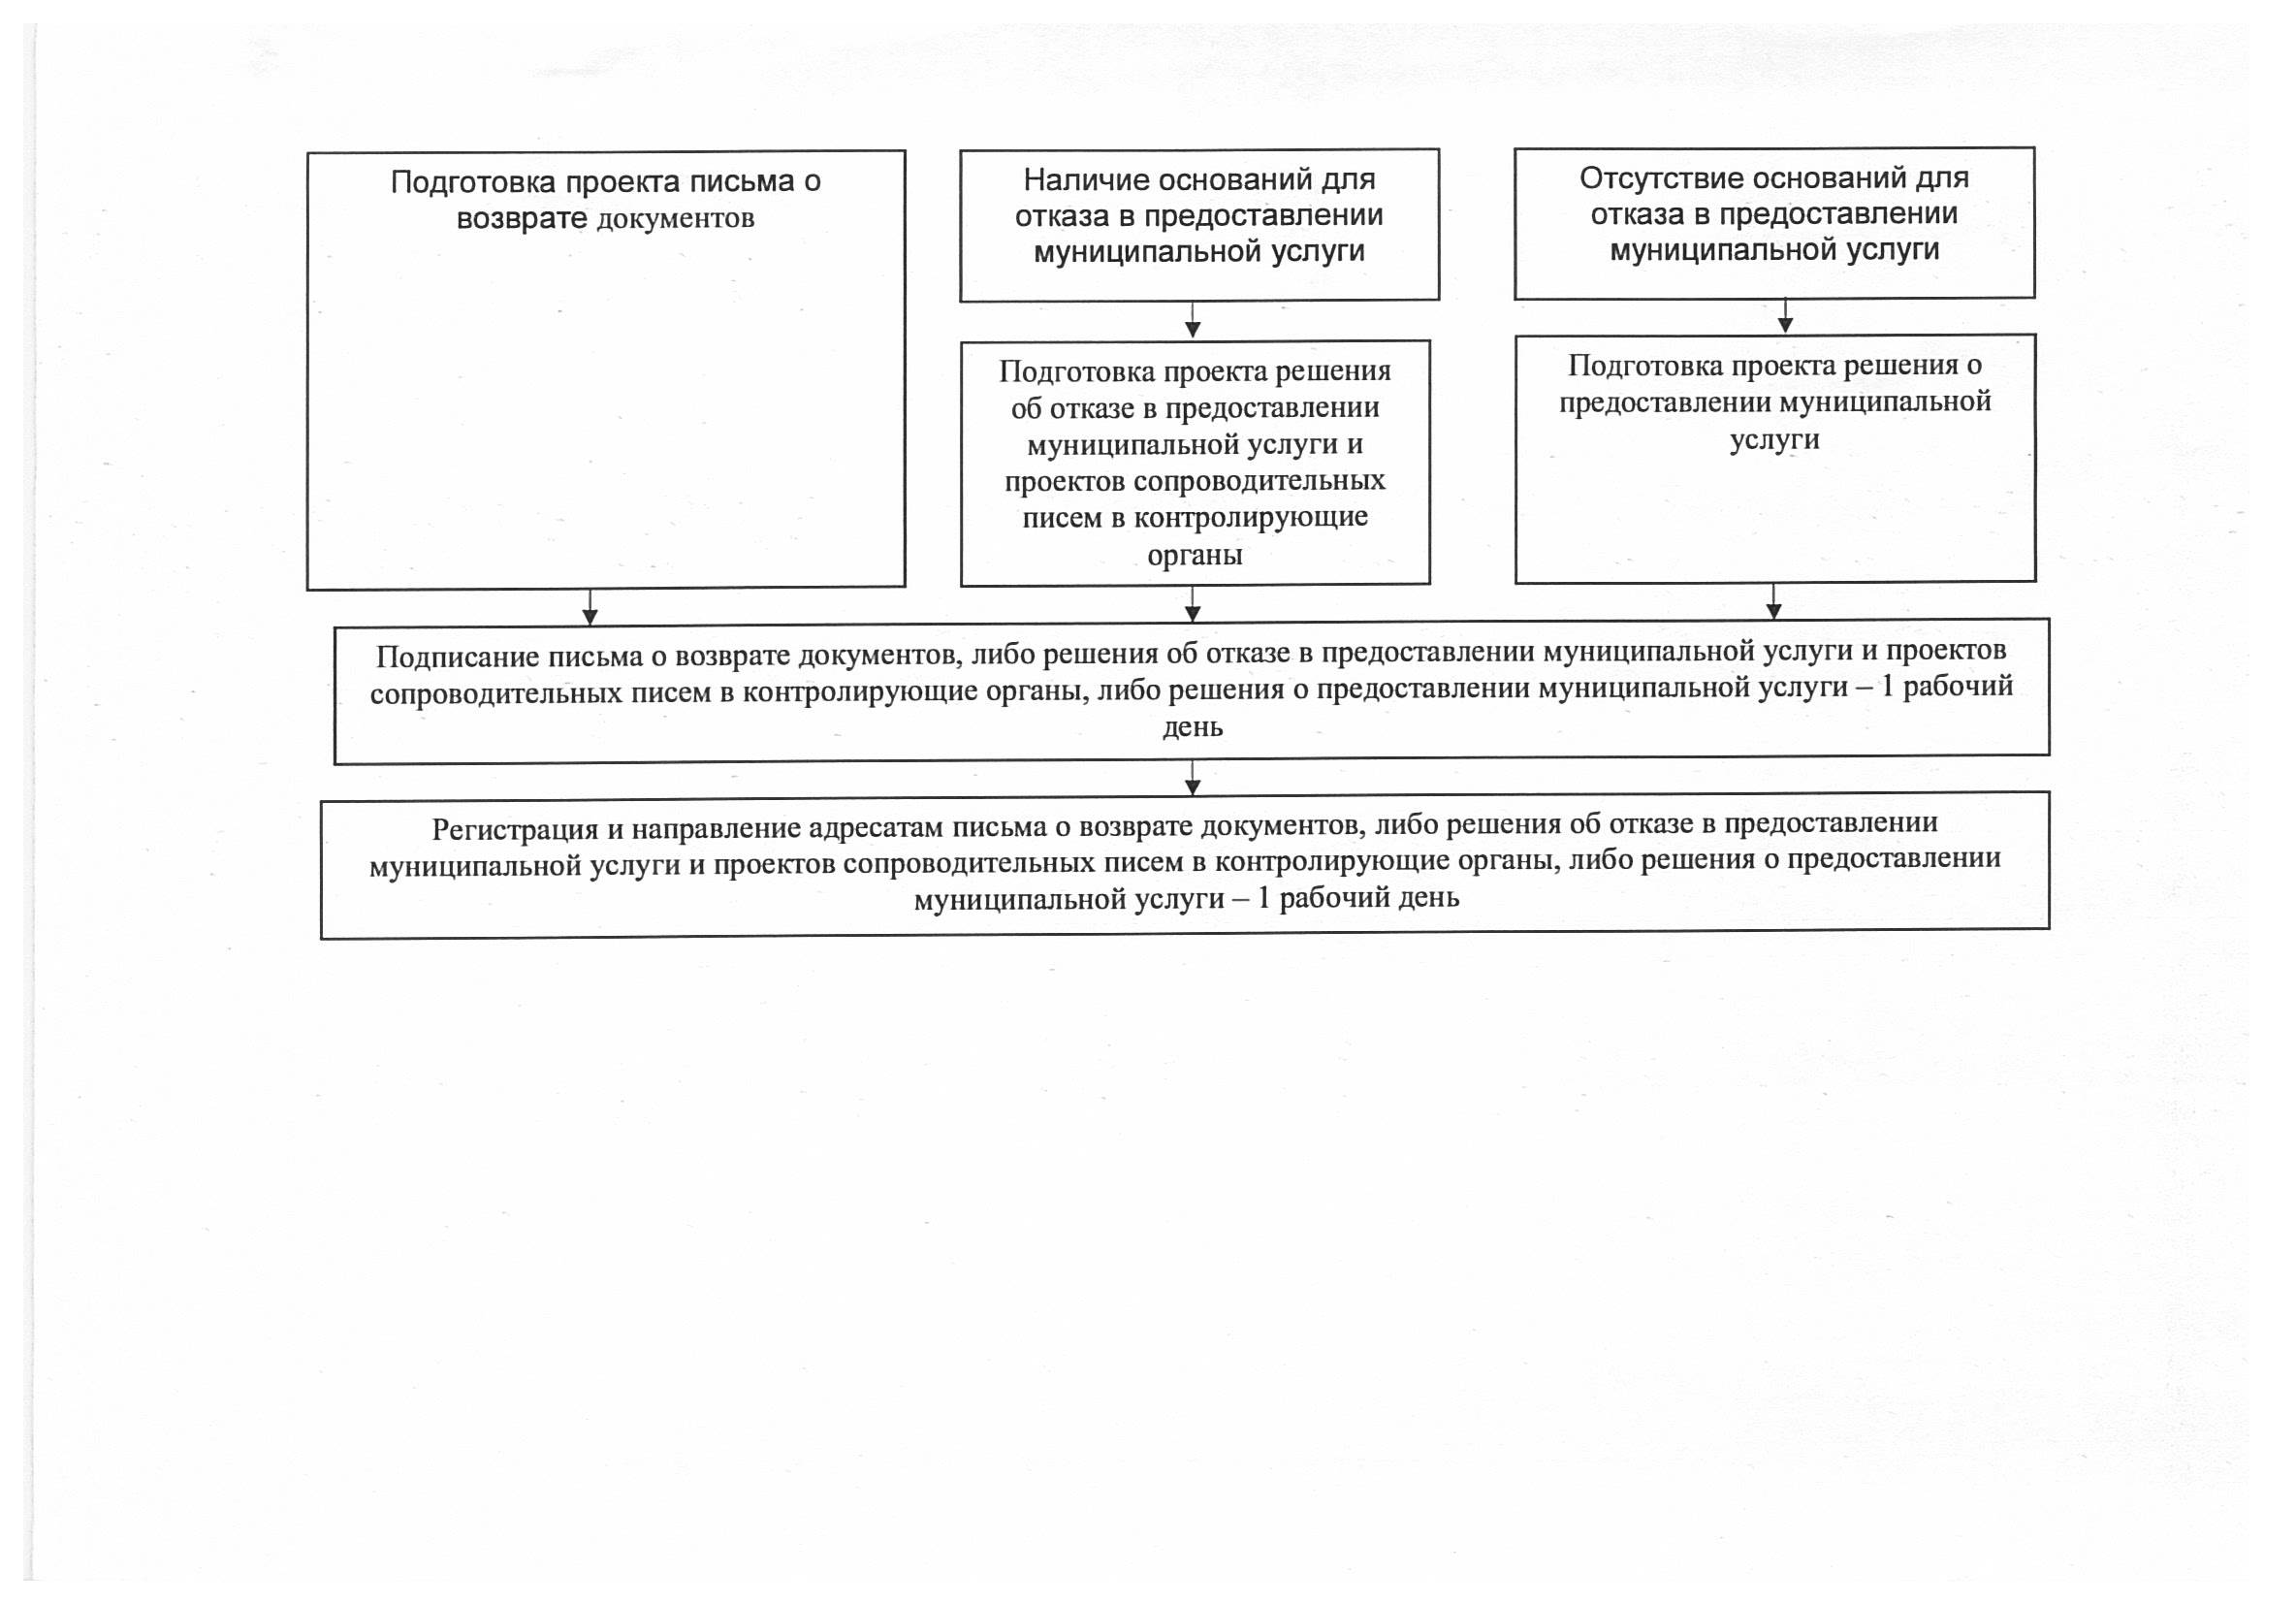 Подготовка проекта письма о
возврате документов
Наличие оснований для
отказа в предоставлении
муниципальной услуги
Отсутствие оснований для
отказа в предоставлении
муниципальной услуги
Подготовка проекта решения
об отказе в предоставлении
муниципальной услуги и
проектов сопроводительных
писем в контролирующие
органы
Подготовка проекта решения о
предоставлении муниципальной
услуги
Подписание письма о возврате документов, либо решения об отказе в предоставлении муниципальной услуги и проектов
сопроводительных писем в контролирующие органы, либо решения о предоставлении муниципальной услуги – 1 рабочий
день
Регистрация и направление адресатам письма о возврате документов, либо решения об отказе в предоставлении
муниципальной услуги и проектов сопроводительных писем в контролирующие органы, либо решения о предоставлении
муниципальной услуги – 1 рабочий день